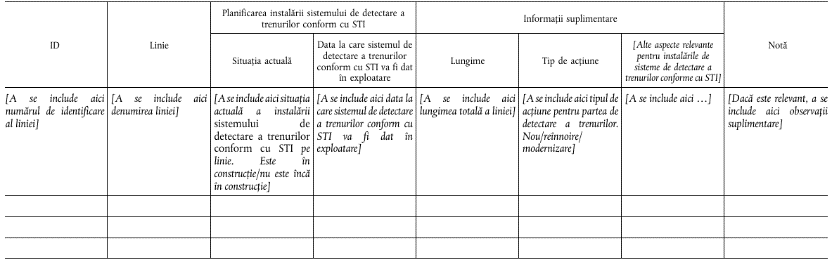 ID
Linie
Planificarea instalării sistemului de detectare a
trenurilor conform cu STI
Informații suplimentare
Notă
Situația actuală
Data la care sistemul de
detectare a trenurilor
conform cu STI va fi dat
în exploatare
Lungime
Tip de acțiune
[Alte aspecte relevante
pentru instalările de
sisteme de detectare a
trenurilor conforme cu STI]
[A se include aici
numărul de identificare
al liniei]
[A se include aici
denumirea liniei]
[A se include aici situația
actuală a instalării
sistemului de
detectare a trenurilor
conform cu STI pe
linie. Este în
construcție/nu este încă
în construcție]
[A se include aici data la
care sistemul de detectare
a trenurilor conform cu
STI va fi dat în
exploatare]
[A se include aici
lungimea totală a liniei]
[A se include aici tipul de
acțiune pentru partea de
detectare a trenurilor.
Nou/reînnoire/
modernizare]
[A se include aici …]
[Dacă este relevant, a se
include aici observații
suplimentare]